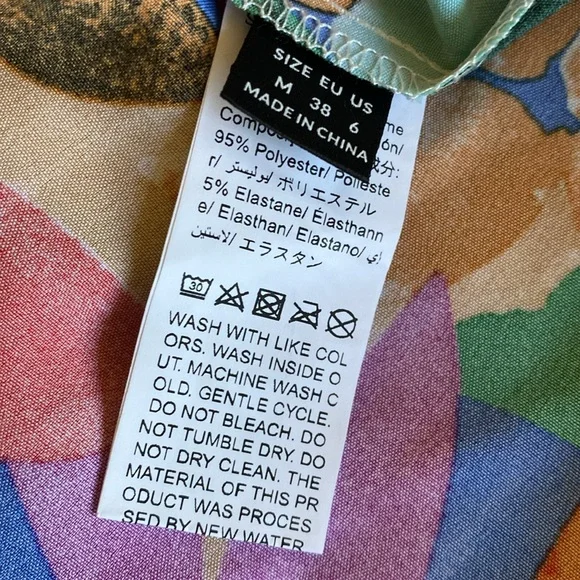 SIZE EU US
M 38 6
MADE IN CHINA
95% Polyester/ Polieste
r/ بوليستر/ ポリエステル
5% Elastane/ Élasthann
e/ Elasthan/ Elastano/ إي
لاستين/ エラスタン
30
WASH WITH LIKE COL
ORS. WASH INSIDE O
UT. MACHINE WASH C
OLD. GENTLE CYCLE.
DO NOT BLEACH. DO
NOT TUMBLE DRY. DO
NOT DRY CLEAN. THE
MATERIAL OF THIS PR
ODUCT WAS PROCES
SED BY NEW WATER